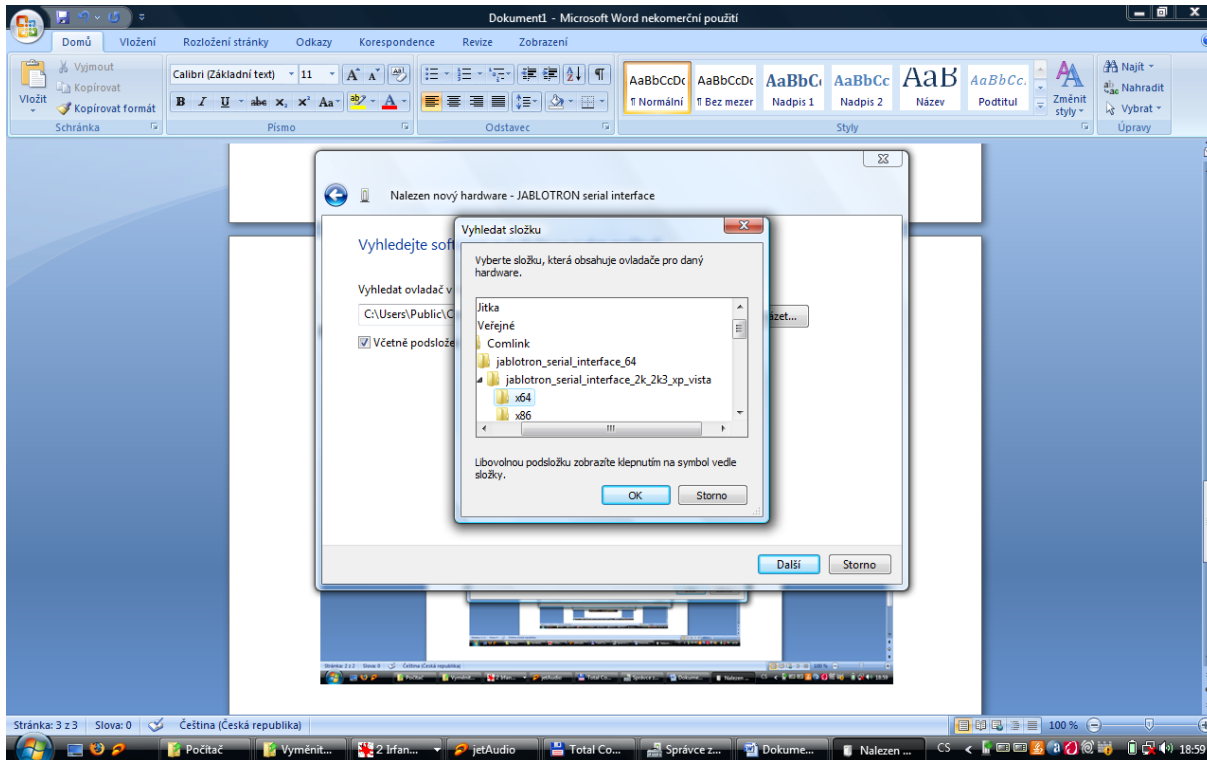 Dokument1 - Microsoft Word nekomerční použití
Domů Vložení Rozložení stránky Odkazy Korespondence Revize Zobrazení
Vložit
Vyjmout
Kopírovat
Kopírovat formát
Schránka
Calibri (Základní text) 11
Písmo
Odstavec
AaBbCcDc AaBbCcDc AaBbC AaBbCc AaB AaBbCc.
¶ Normální ¶ Bez mezer Nadpis 1 Nadpis 2 Název Podtitul
Změnit
styly
Styly
Najít
Nahradit
Vybrat
Úpravy
Nalezen nový hardware - JABLOTRON serial interface
Vyhledejte
Vyhledat ovladač v
C:\Users\Public\C
ázet...
Včetně podslože
Vyhledat složku
Vyberte složku, která obsahuje ovladače pro daný
hardware.
Jitka
Veřejné
Comlink
jablotron_serial_interface_64
jablotron_serial_interface_2k_2k3_xp_vista
x64
x86
Libovolnou podsložku zobrazíte klepnutím na symbol vedle
složky.
OK Storno
Další Storno
Stránka: 3 z 3 Slova: 0 Čeština (Česká republika) 100 %
Počítač Vyměnit... 2 Irfan... jetAudio Total Co... Správce z... Dokume... Nalezen ... CS 18:59